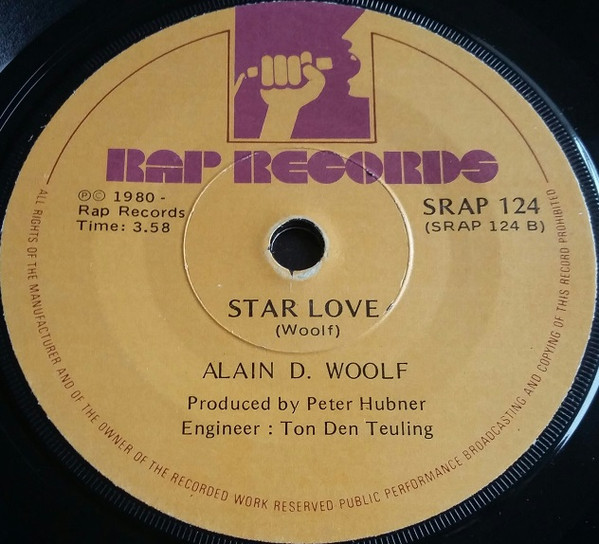 RAP RECORDS
℗© 1980 -
Rap Records
Time: 3.58
SRAP 124
(SRAP 124 B)
STAR LOVE
(Woolf)
ALAIN D. WOOLF
Produced by Peter Hubner
Engineer : Ton Den Teuling
ALL RIGHTS OF THE MANUFACTURER AND OF THE OWNER OF THE RECORDED WORK RESERVED PUBLIC PERFORMANCE BROADCASTING AND COPYING OF THIS RECORD PROHIBITED